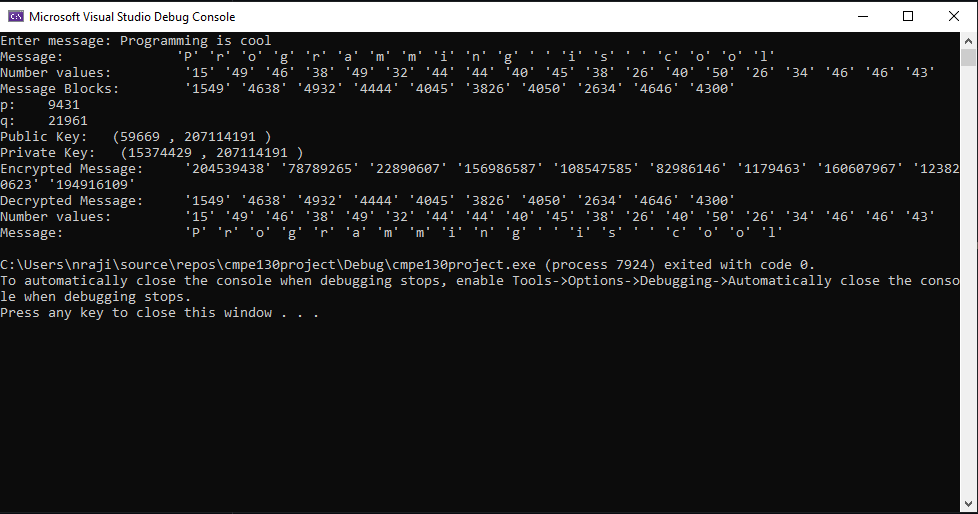 Microsoft Visual Studio Debug Console
Enter message: Programming is cool
Message: 'P' 'r' 'o' 'g' 'r' 'a' 'm' 'm' 'i' 'n' 'g' ' ' 'i' 's' ' ' 'c' 'o' 'o' 'l'
Number values: '15' '49' '46' '38' '49' '32' '44' '44' '40' '45' '38' '26' '40' '50' '26' '34' '46' '46' '43'
Message Blocks: '1549' '4638' '4932' '4444' '4045' '3826' '4050' '2634' '4646' '4300'
p: 9431
q: 21961
Public Key: (59669 , 207114191 )
Private Key: (15374429 , 207114191 )
Encrypted Message: '204539438' '78789265' '22890607' '156986587' '108547585' '82986146' '1179463' '160607967' '12382
0623' '194916109'
Decrypted Message: '1549' '4638' '4932' '4444' '4045' '3826' '4050' '2634' '4646' '4300'
Number values: '15' '49' '46' '38' '49' '32' '44' '44' '40' '45' '38' '26' '40' '50' '26' '34' '46' '46' '43'
Message: 'P' 'r' 'o' 'g' 'r' 'a' 'm' 'm' 'i' 'n' 'g' ' ' 'i' 's' ' ' 'c' 'o' 'o' 'l'
C:\Users\nraji\source\repos\cmpe130project\Debug\cmpe130project.exe (process 7924) exited with code 0.
To automatically close the console when debugging stops, enable Tools->Options->Debugging->Automatically close the conso
le when debugging stops.
Press any key to close this window . . .